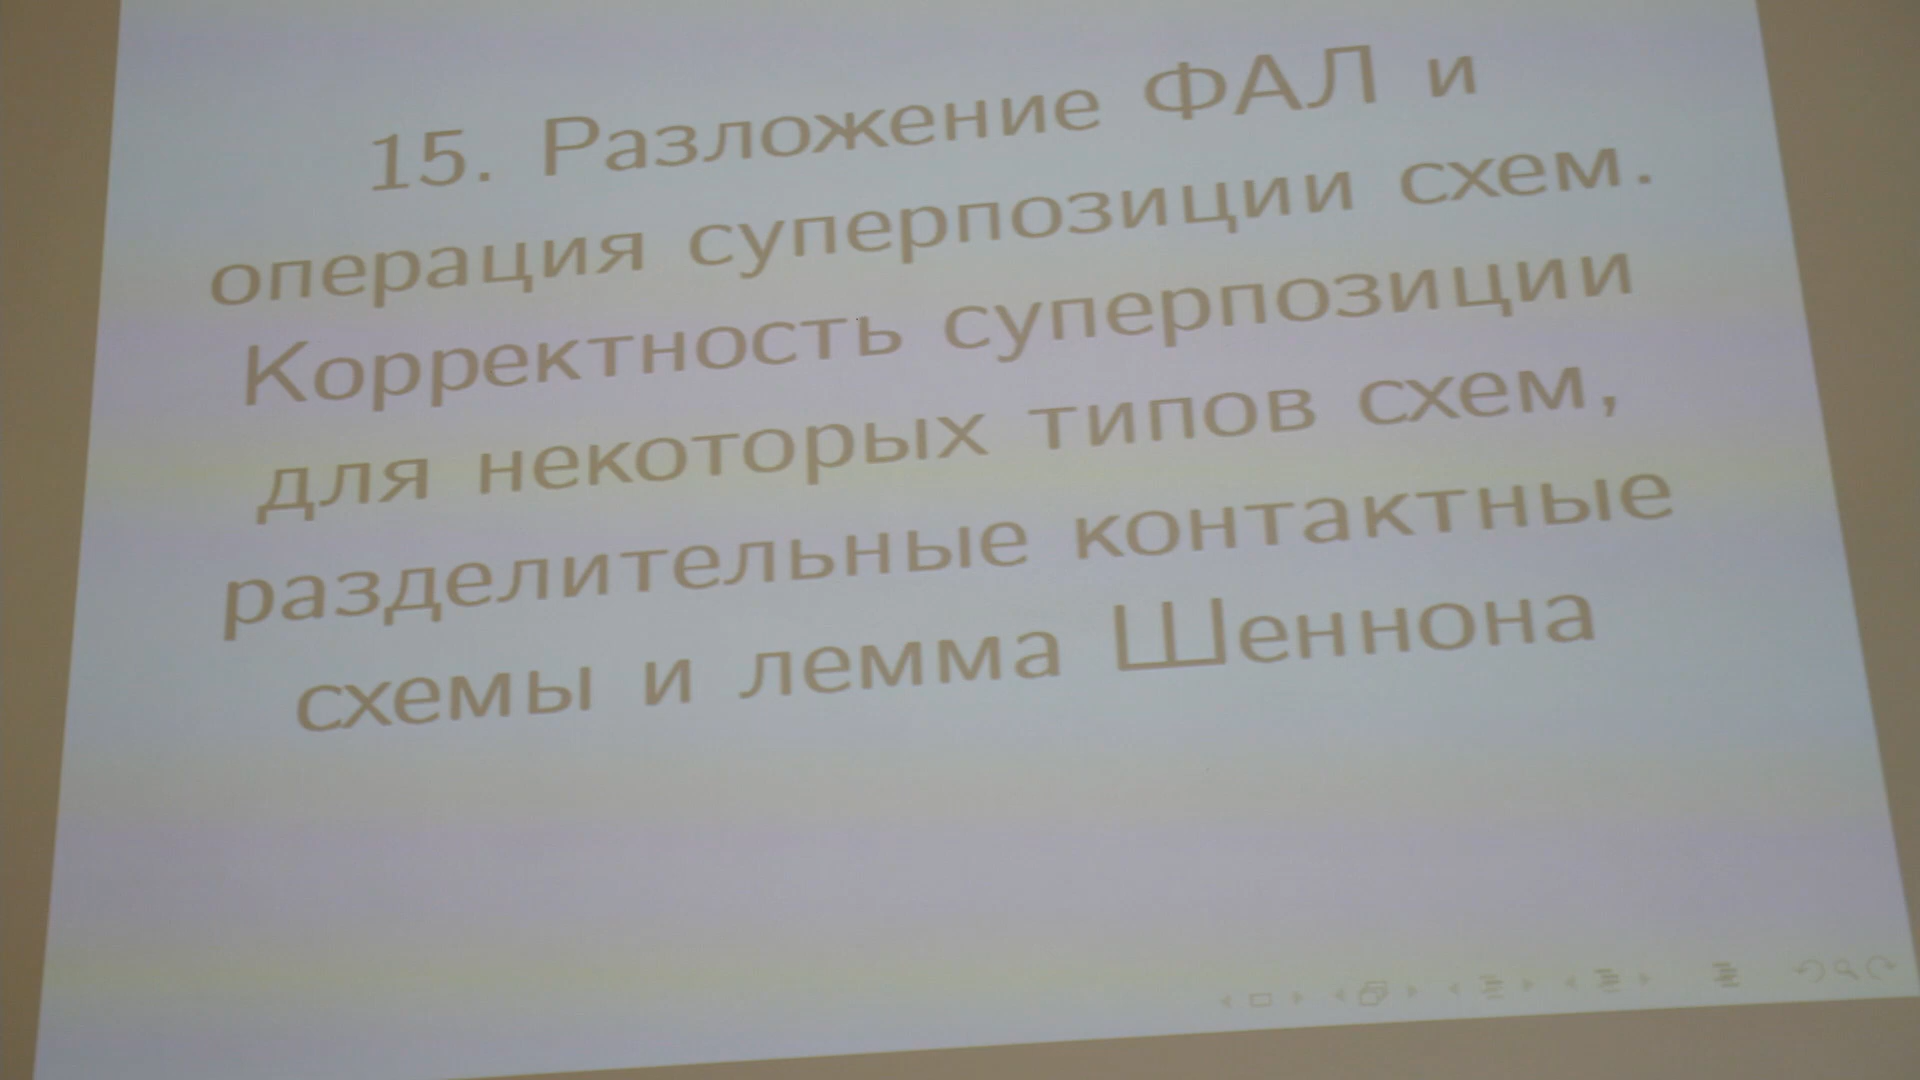 15. Разложение ФАЛ и
операция суперпозиции схем.
Корректность суперпозиции
для некоторых типов схем,
разделительные контактные
схемы и лемма Шеннона